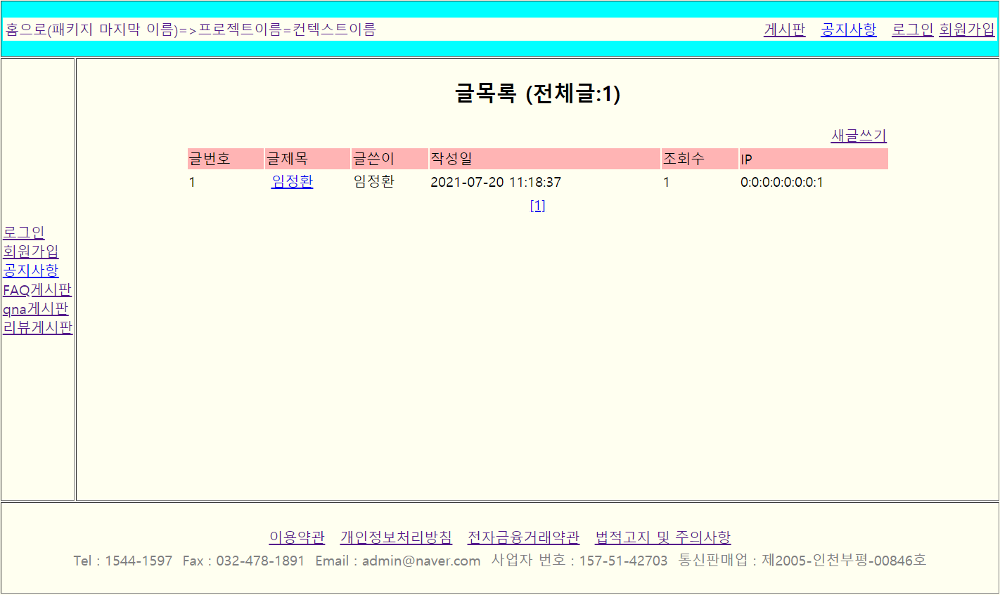 홈으로(패키지 마지막 이름)=>프로젝트이름=컨텍스트이름 게시판 공지사항 로그인 회원가입
로그인
회원가입
공지사항
FAQ게시판
qna게시판
리뷰게시판
글목록 (전체글:1)
새글쓰기
글번호 글제목 글쓴이 작성일 조회수 IP
1 임정환 임정환 2021-07-20 11:18:37 1 0:0:0:0:0:0:0:1
[1]
이용약관 개인정보처리방침 전자금융거래약관 법적고지 및 주의사항
Tel : 1544-1597 Fax : 032-478-1891 Email : admin@naver.com 사업자 번호 : 157-51-42703 통신판매업 : 제2005-인천부평-00846호